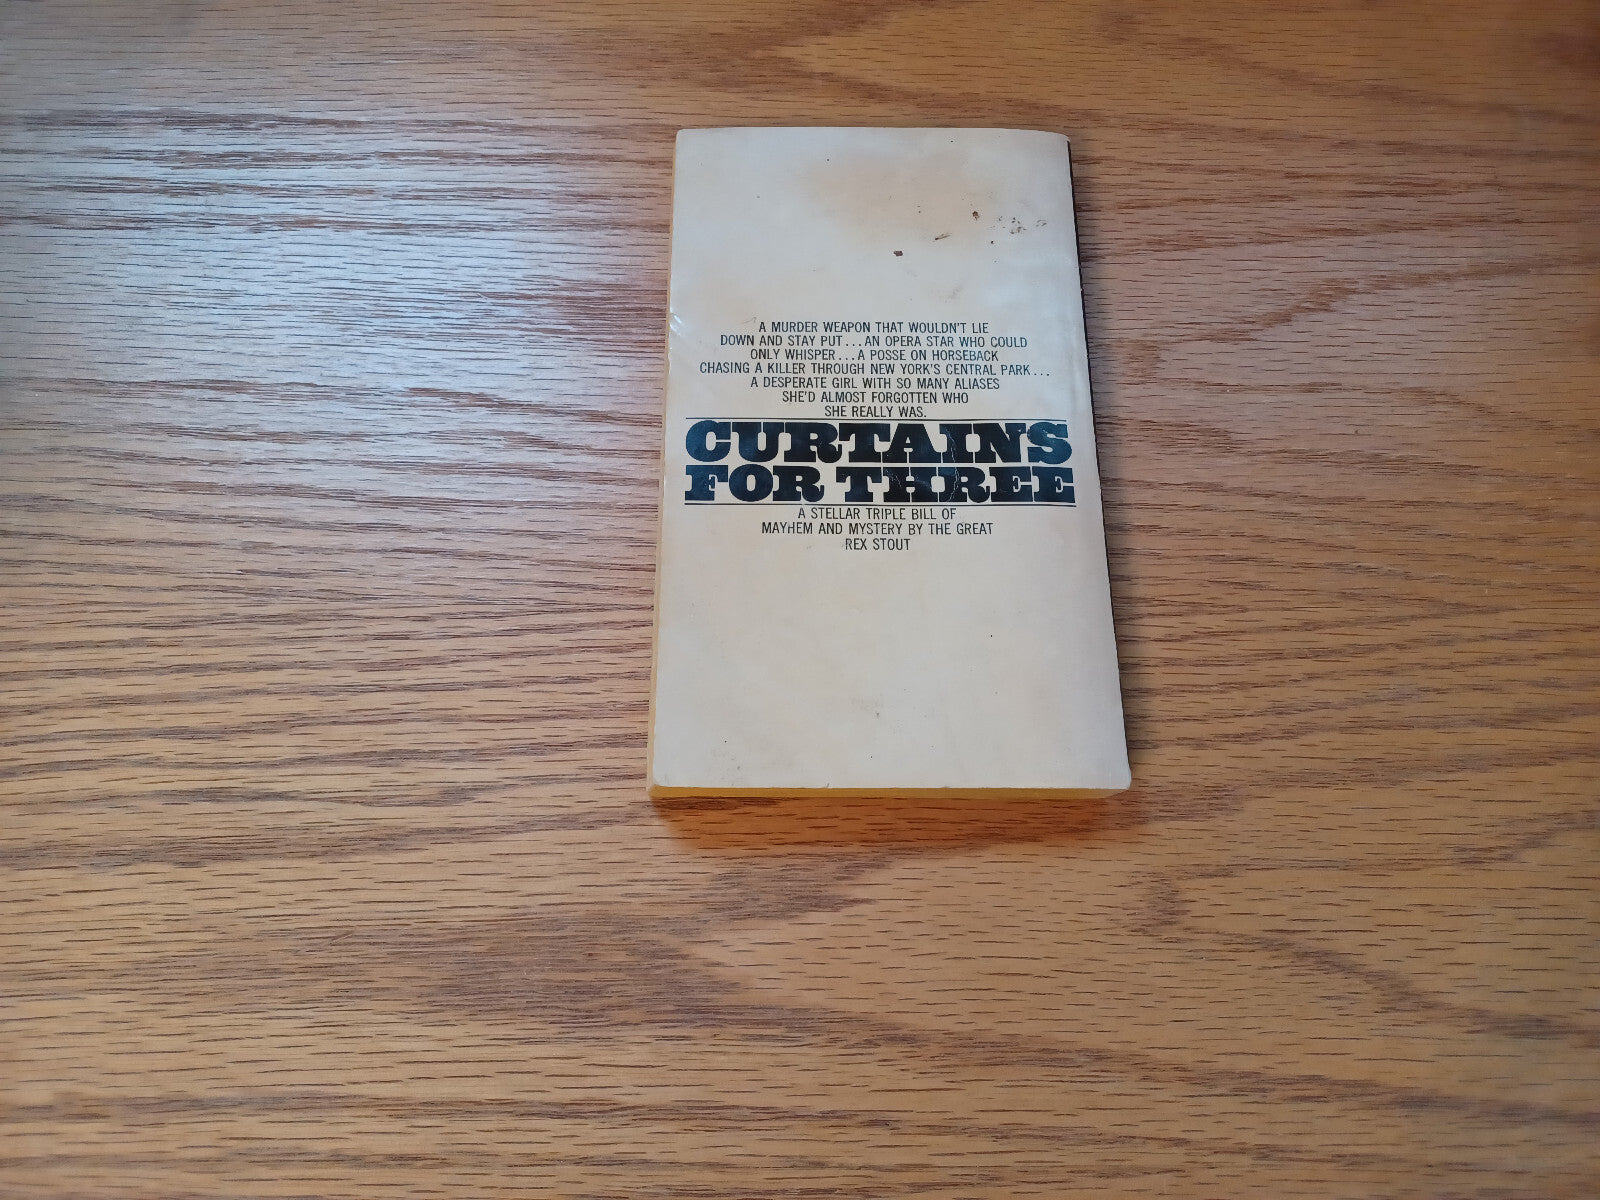 A MURDER WEAPON THAT WOULDN'T LIE
DOWN AND STAY PUT...AN OPERA STAR WHO COULD
ONLY WHISPER...A POSSE ON HORSEBACK
CHASING A KILLER THROUGH NEW YORK'S CENTRAL PARK...
A DESPERATE GIRL WITH SO MANY ALIASES
SHE'D ALMOST FORGOTTEN WHO
SHE REALLY WAS.
CURTAINS
FOR THREE
A STELLAR TRIPLE BILL OF
MAYHEM AND MYSTERY BY THE GREAT
REX STOUT